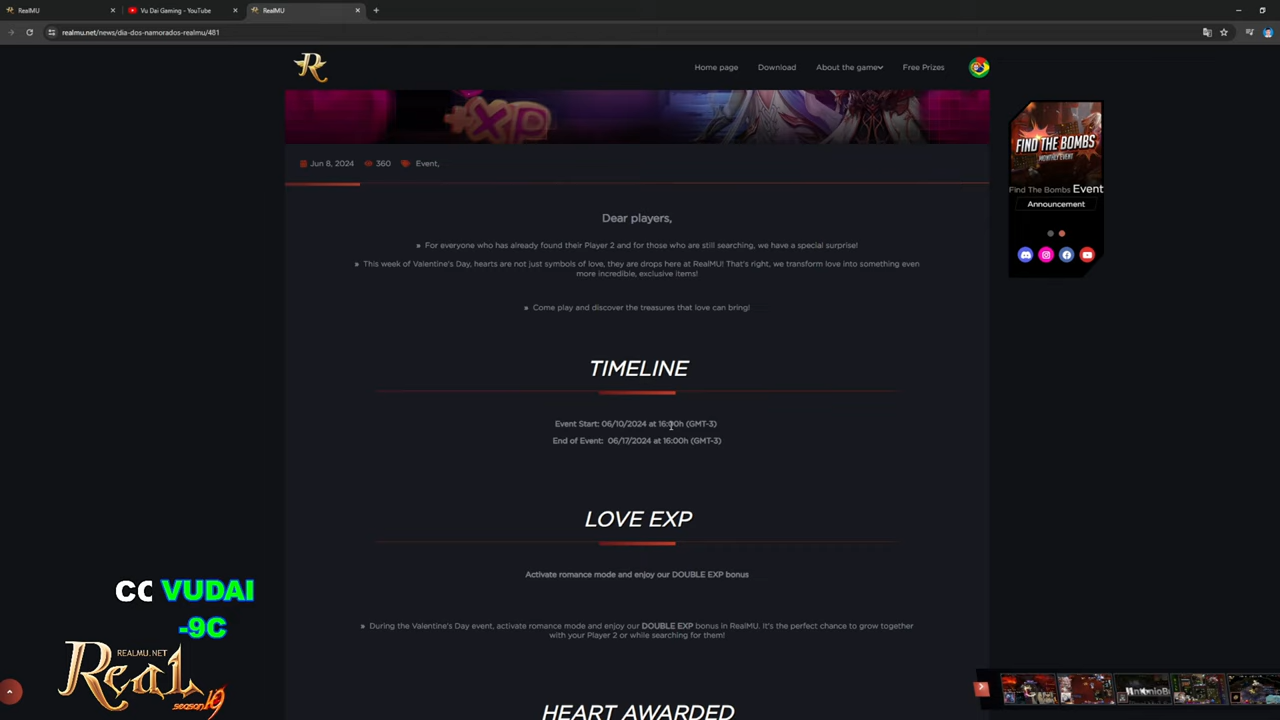 RealMU
Vu Dai Gaming - YouTube
RealMU
realmu.net/news/dia-dos-namorados-realmu/481
Home page
Download
About the game
Free Prizes
XP
Jun 8, 2024
360
Event,
FIND THE BOMBS
MONTHLY EVENT
Find The Bombs Event
Announcement
Dear players,
» For everyone who has already found their Player 2 and for those who are still searching, we have a special surprise!
» This week of Valentine's Day, hearts are not just symbols of love, they are drops here at RealMU! That's right, we transform love into something even
more incredible, exclusive items!
» Come play and discover the treasures that love can bring!
TIMELINE
Event Start: 06/10/2024 at 16:00h (GMT-3)
End of Event: 06/17/2024 at 16:00h (GMT-3)
LOVE EXP
Activate romance mode and enjoy our DOUBLE EXP bonus
» During the Valentine's Day event, activate romance mode and enjoy our DOUBLE EXP bonus in RealMU. It's the perfect chance to grow together
with your Player 2 or while searching for them!
HEART AWARDED
VUDAI
-9C
REALMU.NET
Real
season 19